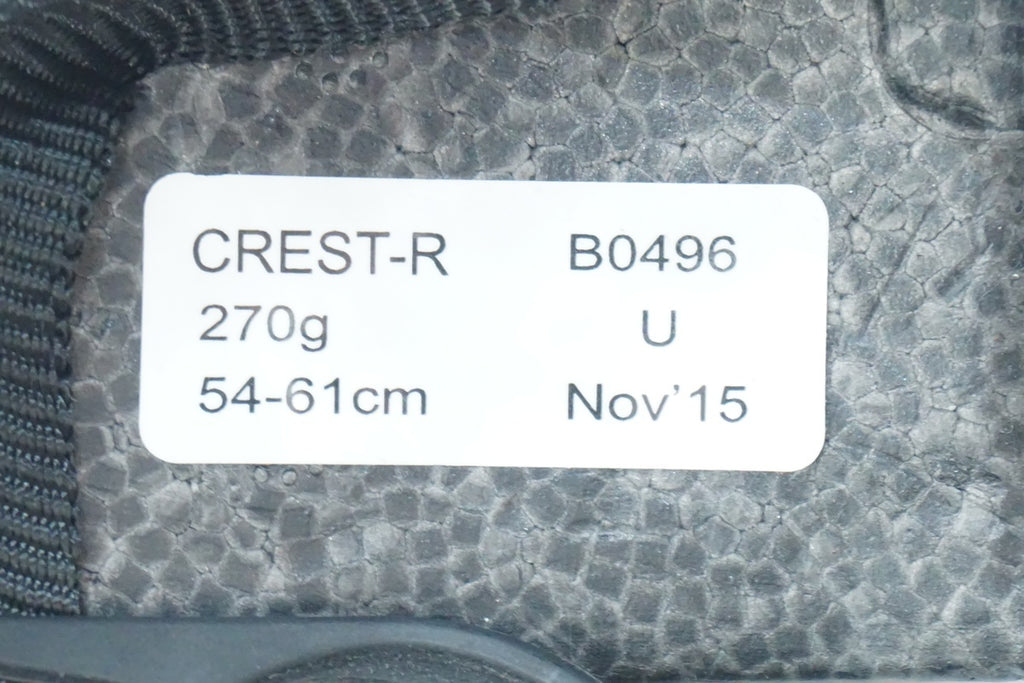 CREST-R B0496
270g U
54-61cm Nov'15